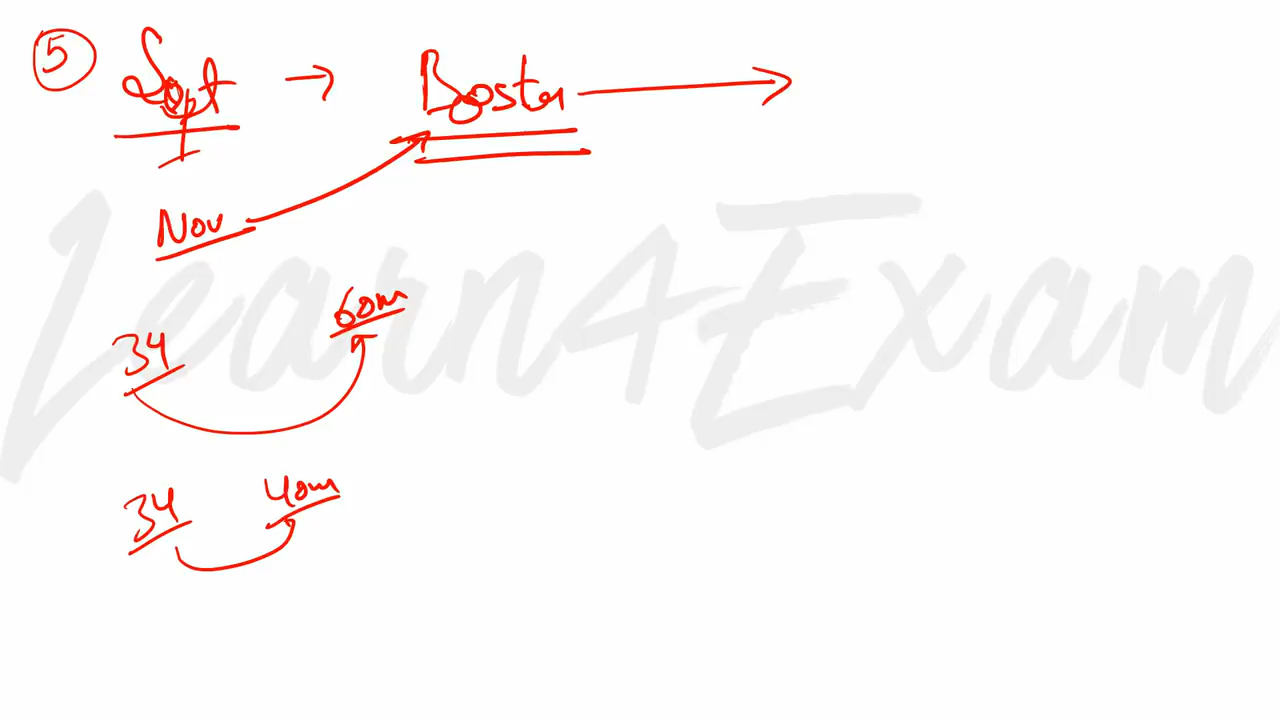 5 Sept → Boston →
Nov
60m
34
40m
34
Learn4Exam